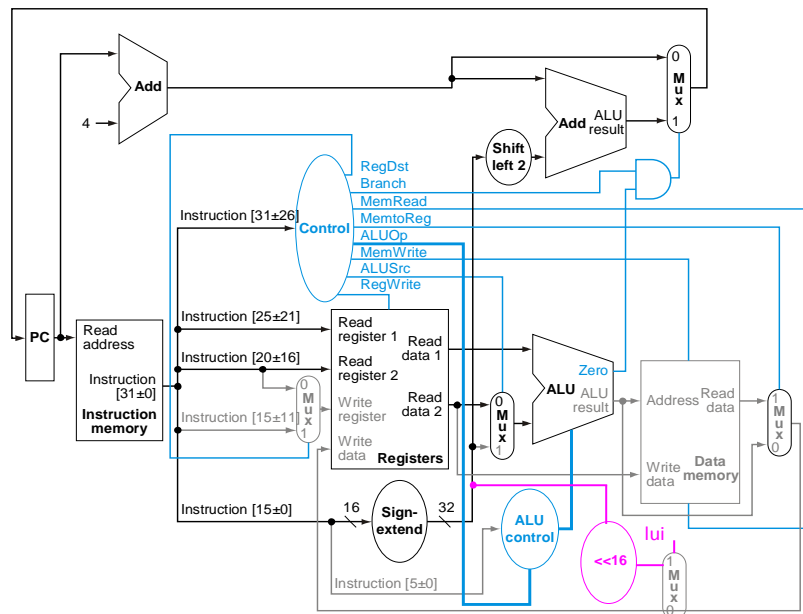 0
Mux
1
Add
4
Add
ALU
result
Shift
left 2
RegDst
Branch
MemRead
MemtoReg
ALUOp
MemWrite
ALUSrc
RegWrite
Control
Instruction [31±26]
Instruction [25±21]
Instruction [20±16]
Instruction [15±11]
Instruction [15±0]
Instruction [5±0]
PC
Read
address
Instruction
[31±0]
Instruction
memory
0
Mux
1
Read
register 1
Read
register 2
Write
register
Write
data
Read
data 1
Read
data 2
Registers
0
Mux
1
ALU
Zero
ALU
result
Address
Read
data
Write
data
Data
memory
1
Mux
0
16
Sign-
extend
32
ALU
control
<<16
lui
1
Mux
0